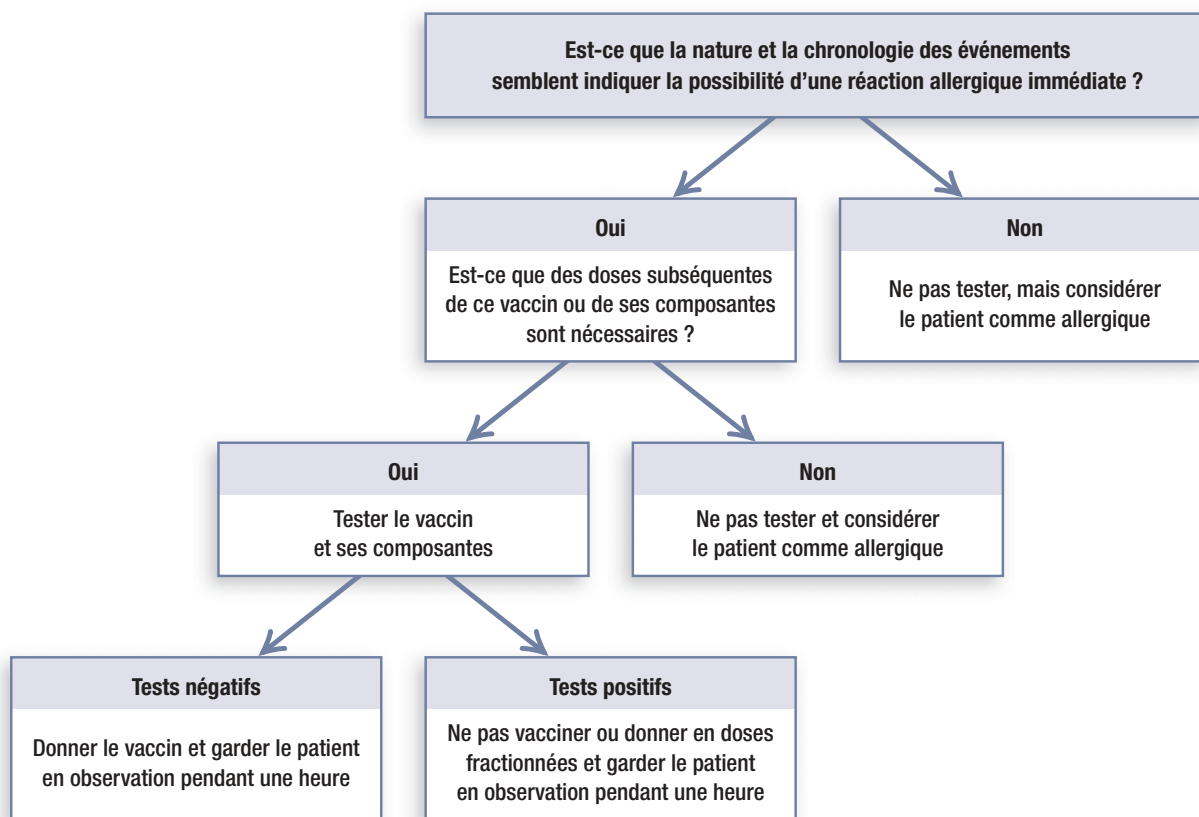 Est-ce que la nature et la chronologie des événements
semblent indiquer la possibilité d'une réaction allergique immédiate ?
Oui
Est-ce que des doses subséquentes
de ce vaccin ou de ses composantes
sont nécessaires ?
Non
Ne pas tester, mais considérer
le patient comme allergique
Oui
Tester le vaccin
et ses composantes
Non
Ne pas tester et considérer
le patient comme allergique
Tests négatifs
Donner le vaccin et garder le patient
en observation pendant une heure
Tests positifs
Ne pas vacciner ou donner en doses
fractionnées et garder le patient
en observation pendant une heure